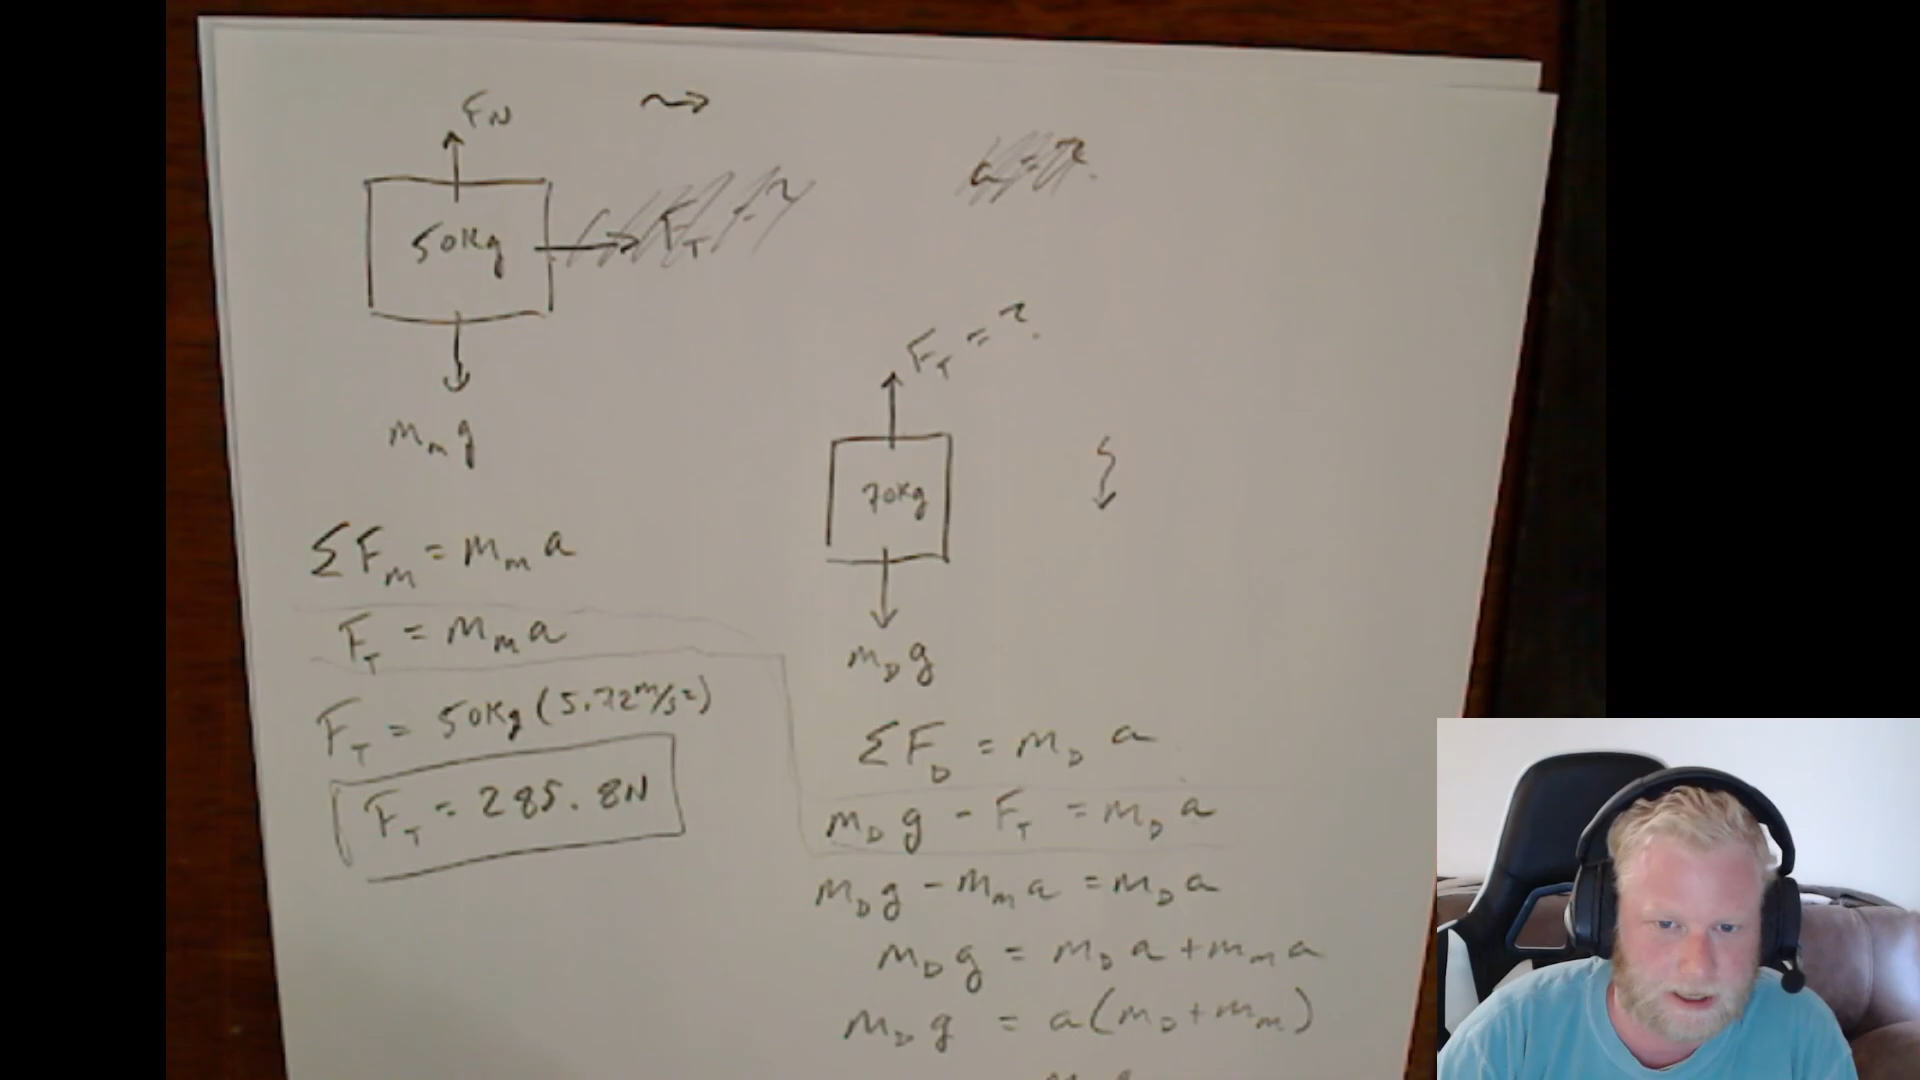 F_N
50Kg
F_T = ?
a = ?
m_m g
F_T = ?
70Kg
m_D g
ΣF_m = m_m a
F_T = m_m a
F_T = 50Kg (5.72 m/s²)
F_T = 285.8N
ΣF_D = m_D a
m_D g - F_T = m_D a
m_D g - m_m a = m_D a
m_D g = m_D a + m_m a
m_D g = a(m_D + m_m)